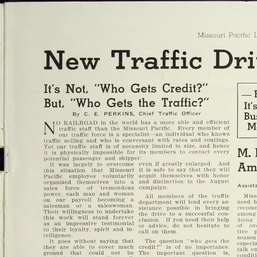 Missouri Pacific L
New Traffic Dri
It's Not, "Who Gets Credit?"
But, "Who Gets the Traffic?"
By C. E. PERKINS, Chief Traffic Officer
NO RAILROAD in the world has a more able and efficient
traffic staff than the Missouri Pacific. Every member of
our traffic force is a specialist—an individual who knows
traffic selling and who is conversant with rates and routings.
Yet our traffic staff is of necessity limited in size, and hence
it is physically impossible for its members to contact every
potential passenger and shipper.
It was largely to overcome
this situation that Missouri
Pacific employes voluntarily
organized themselves into a
sales force of tremendous
power, each man and woman
on our payroll becoming a
salesman or a saleswoman.
Their willingness to undertake
this work will stand forever
as an impressive testimonial
to their loyalty, spirit and in-
telligence.
It goes without saying that
they are able to cover much
ground that could not be
even if greatly enlarged. And
it is safe to say that they will
acquit themselves with honor
and distinction in the August
campaign.
All members of the traffic
department will lend every as-
sistance possible in bringing
the drive to a successful con-
clusion. If you need their help
or advice, do not hesitate to
call on them.
The question "who gets the
credit" is of no importance.
The important question is
It's
Bus
M
M. 
Am